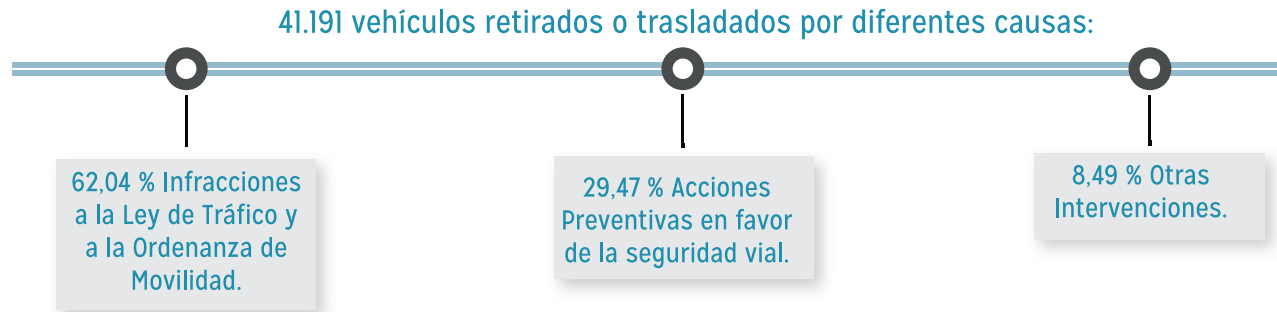 41.191 vehículos retirados o trasladados por diferentes causas:
62,04 % Infracciones
a la Ley de Tráfico y
a la Ordenanza de
Movilidad.
29,47 % Acciones
Preventivas en favor
de la seguridad vial.
8,49 % Otras
Intervenciones.